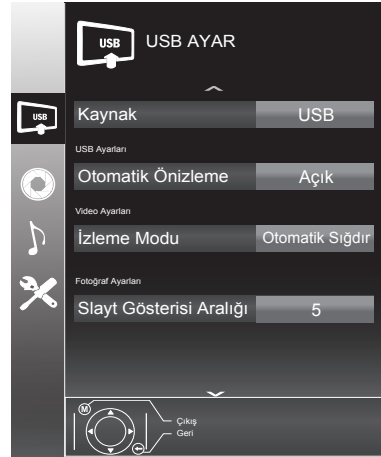 USB
USB AYAR
USB
Kaynak
USB
USB Ayarları
Otomatik Önizleme
Açık
Video Ayarları
İzleme Modu
Otomatik Sığdır
Fotoğraf Ayarları
Slayt Gösterisi Aralığı
5
M
Çıkış
Geri